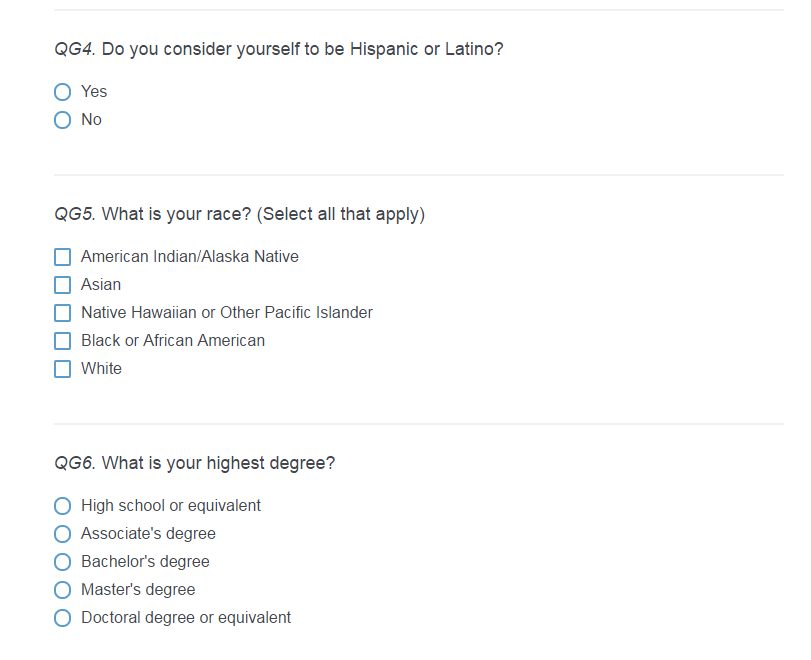 QG4. Do you consider yourself to be Hispanic or Latino?
Yes
No
QG5. What is your race? (Select all that apply)
American Indian/Alaska Native
Asian
Native Hawaiian or Other Pacific Islander
Black or African American
White
QG6. What is your highest degree?
High school or equivalent
Associate's degree
Bachelor's degree
Master's degree
Doctoral degree or equivalent